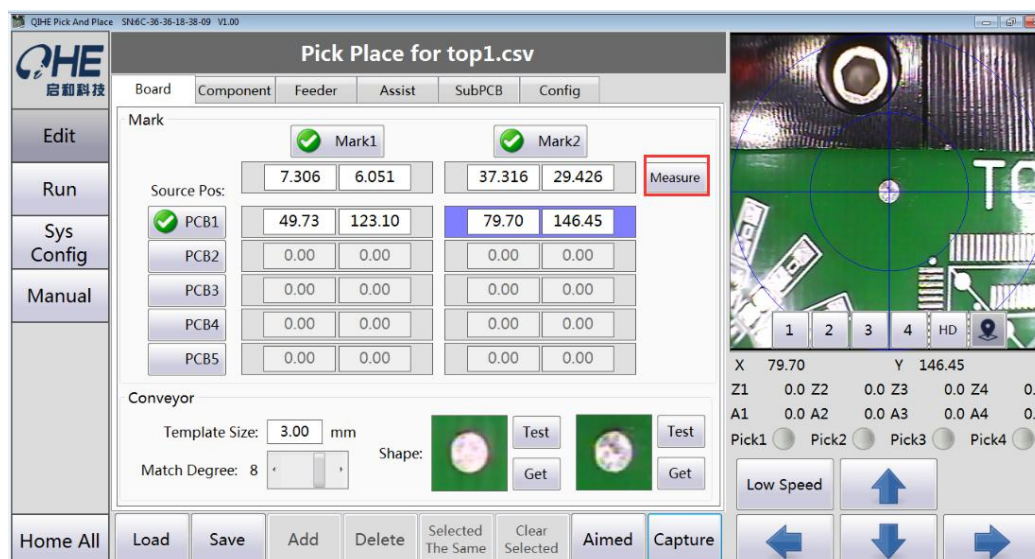 QIHE Pick And Place SN:6C-36-36-18-38-09 V1.00
QHE
启和科技
Edit
Run
Sys
Config
Manual
Home All
Pick Place for top1.csv
Board Component Feeder Assist SubPCB Config
Mark
Mark1 Mark2
Source Pos: 7.306 6.051 37.316 29.426 Measure
PCB1 49.73 123.10 79.70 146.45
PCB2 0.00 0.00 0.00 0.00
PCB3 0.00 0.00 0.00 0.00
PCB4 0.00 0.00 0.00 0.00
PCB5 0.00 0.00 0.00 0.00
Conveyor
Template Size: 3.00 mm
Match Degree: 8
Shape:
Test Test
Get Get
Load Save Add Delete Selected The Same Clear Selected Aimed Capture
1 2 3 4 HD
X 79.70 Y 146.45
Z1 0.0 Z2 0.0 Z3 0.0 Z4
A1 0.0 A2 0.0 A3 0.0 A4
Pick1 Pick2 Pick3 Pick4
Low Speed